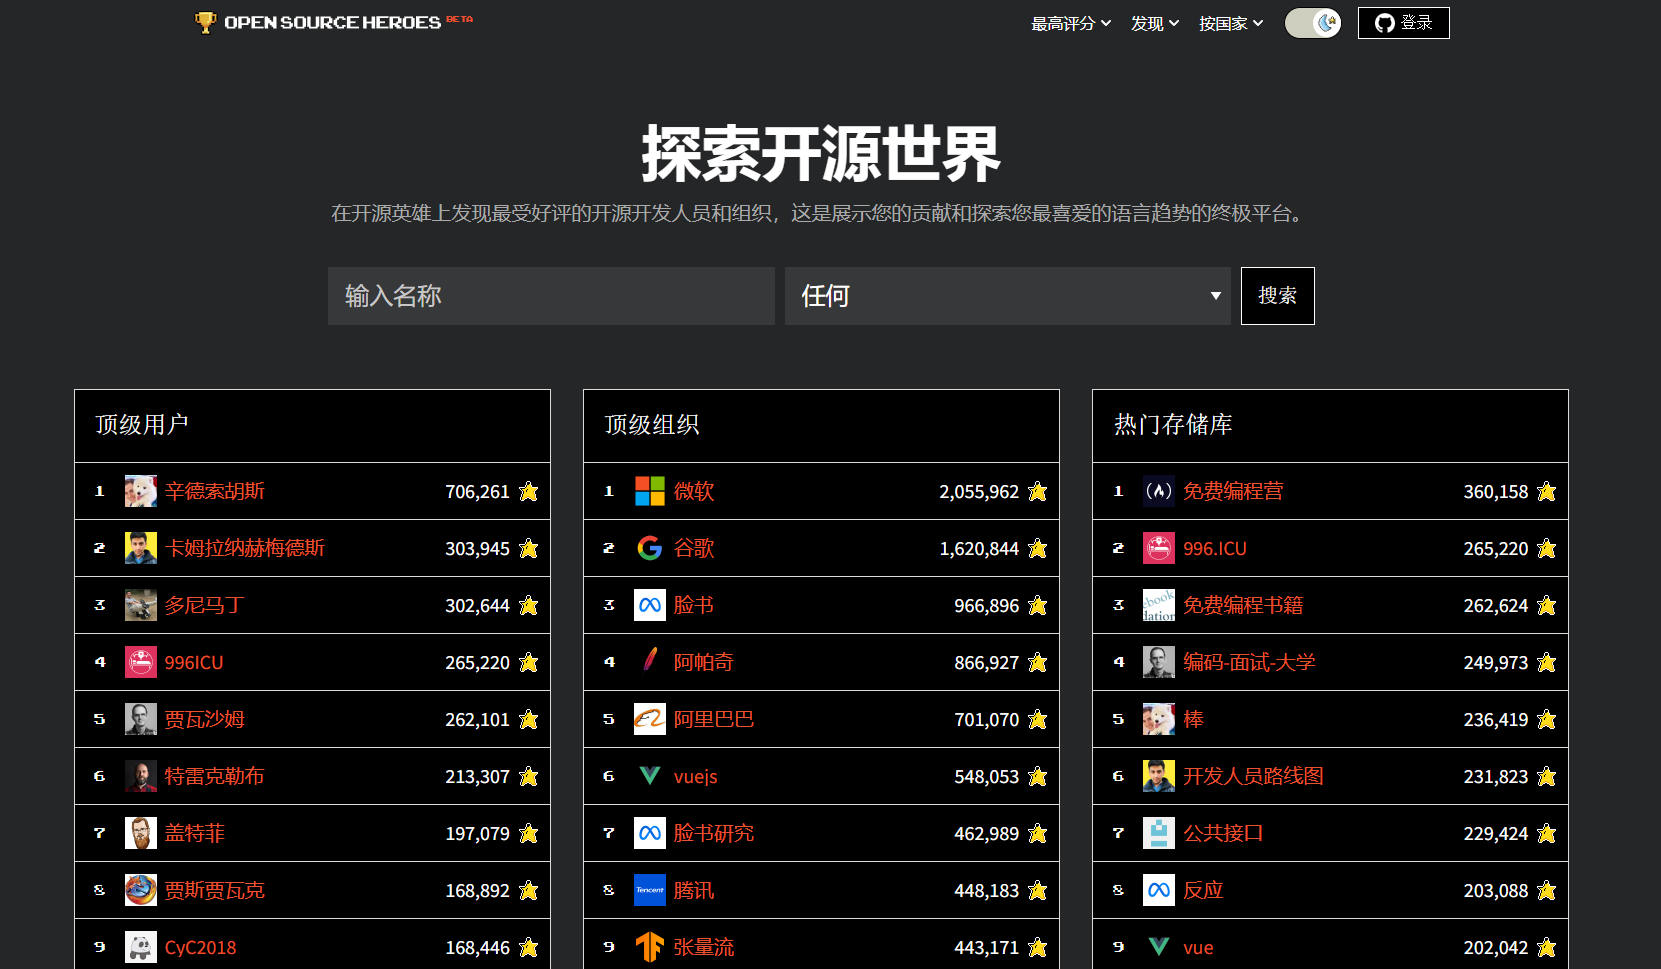 OPEN SOURCE HEROES BETA
最高评分 发现 按国家 登录
探索开源世界
在开源英雄上发现最受好评的开源开发人员和组织，这是展示您的贡献和探索您最喜爱的语言趋势的终极平台。
输入名称 任何 搜索
顶级用户
1 辛德索胡斯 706,261
2 卡姆拉纳赫梅德斯 303,945
3 多尼马丁 302,644
4 996ICU 265,220
5 贾瓦沙姆 262,101
6 特雷克勒布 213,307
7 盖特菲 197,079
8 贾斯贾瓦克 168,892
9 CyC2018 168,446
顶级组织
1 微软 2,055,962
2 谷歌 1,620,844
3 脸书 966,896
4 阿帕奇 866,927
5 阿里巴巴 701,070
6 vuejs 548,053
7 脸书研究 462,989
8 Tencent 腾讯 448,183
9 张量流 443,171
热门存储库
1 免费编程营 360,158
2 996.ICU 265,220
3 免费编程书籍 262,624
4 编码-面试-大学 249,973
5 棒 236,419
6 开发人员路线图 231,823
7 公共接口 229,424
8 反应 203,088
9 vue 202,042